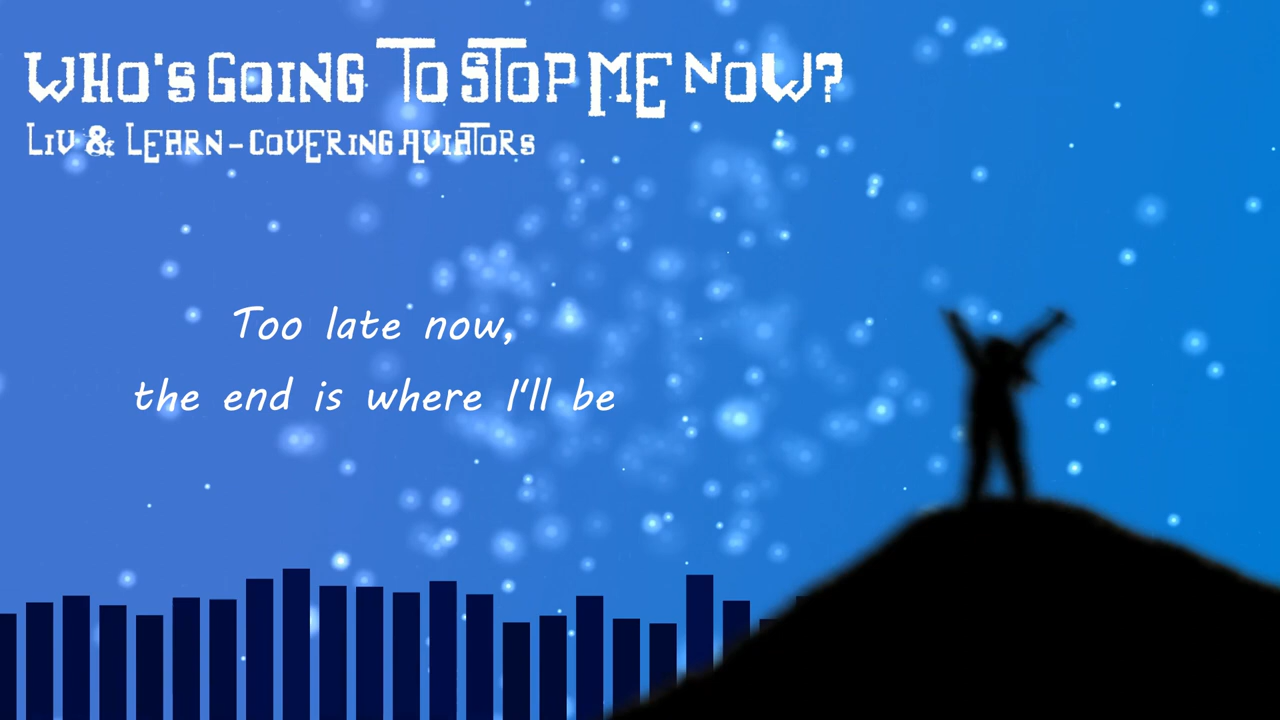 WHO'S GOING TO STOP ME NOW?
LIV & LEARN - COVERING AVIATORS
Too late now,
the end is where I'll be